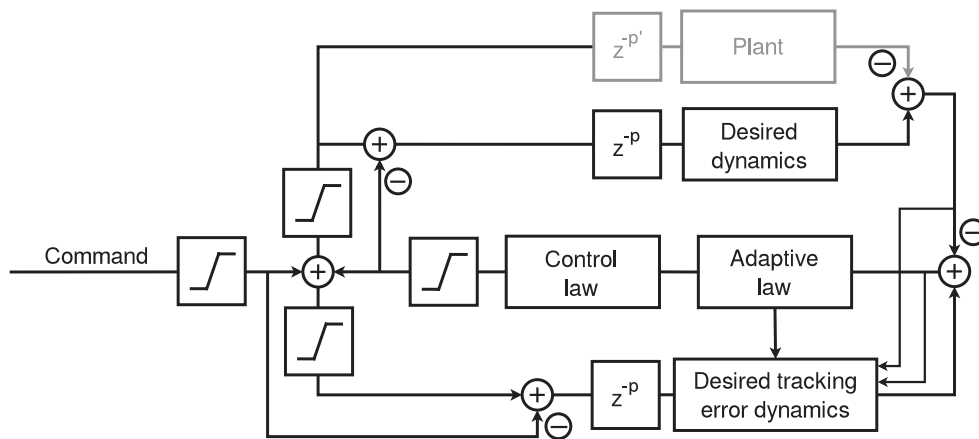 z-p'
Plant
z-p
Desired
dynamics
Command
Control
law
Adaptive
law
z-p
Desired tracking
error dynamics